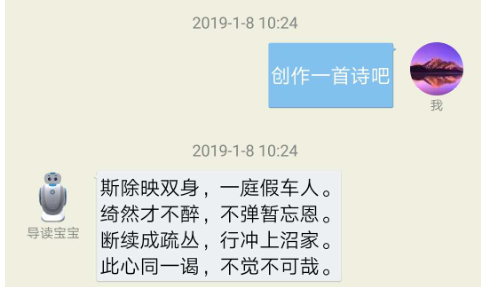 2019-1-8 10:24
创作一首诗吧
我
2019-1-8 10:24
斯除映双身，一庭假车人。
绮然才不醉，不弹暂忘恩。
断续成疏丛，行冲上沼家。
此心同一谒，不觉不可哉。
导读宝宝